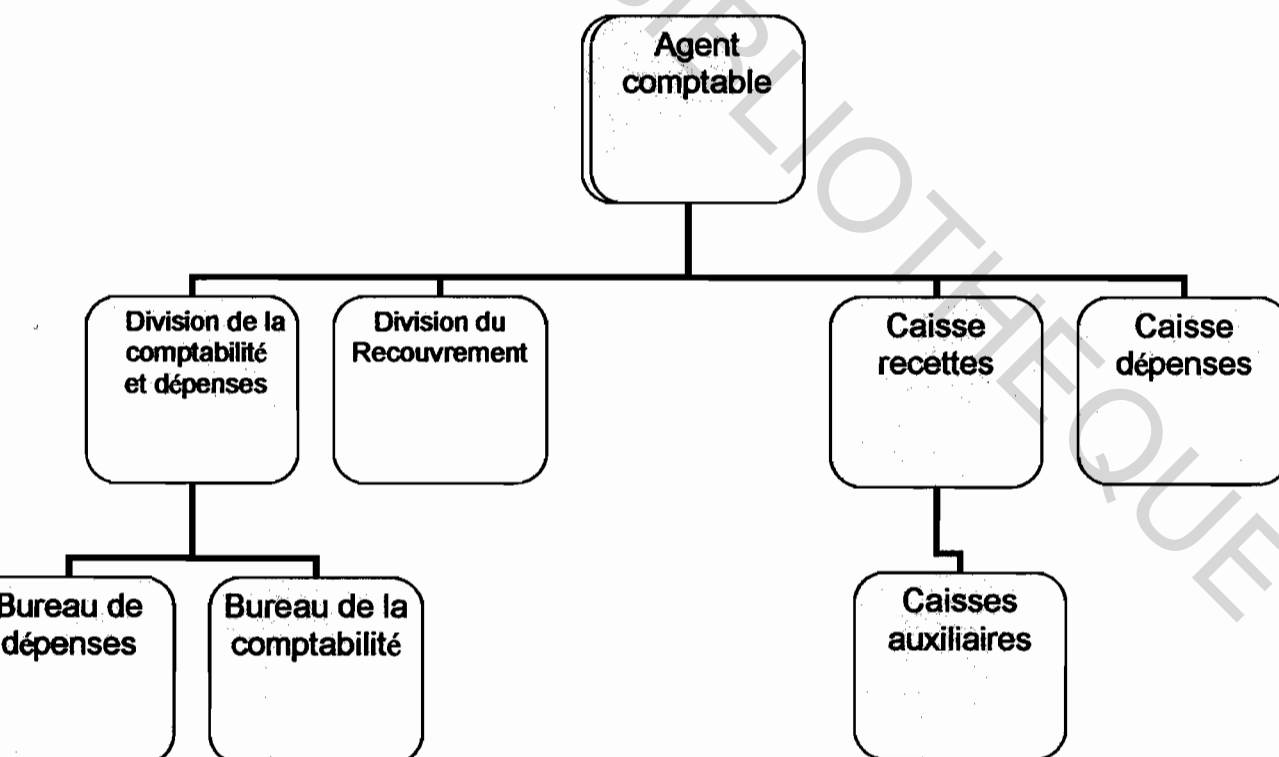 Agent
comptable
Division de la
comptabilité
et dépenses
Division du
Recouvrement
Caisse
recettes
Caisse
dépenses
Bureau de
dépenses
Bureau de la
comptabilité
Caisses
auxiliaires
BIBLIOTHEQUE